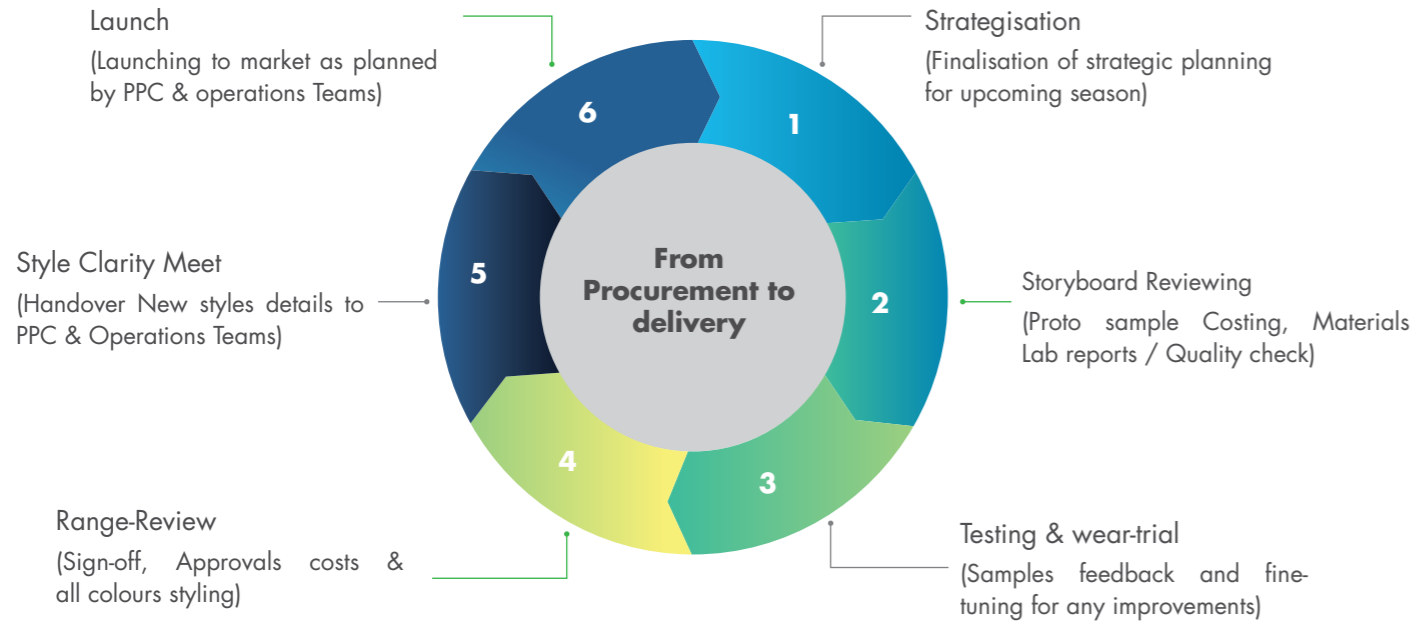 Launch
(Launching to market as planned
by PPC & operations Teams)
Strategisation
(Finalisation of strategic planning
for upcoming season)
6
1
Style Clarity Meet
(Handover New styles details to
PPC & Operations Teams)
5
From
Procurement to
delivery
2
Storyboard Reviewing
(Proto sample Costing, Materials
Lab reports / Quality check)
4
3
Range-Review
(Sign-off, Approvals costs &
all colours styling)
Testing & wear-trial
(Samples feedback and fine-
tuning for any improvements)